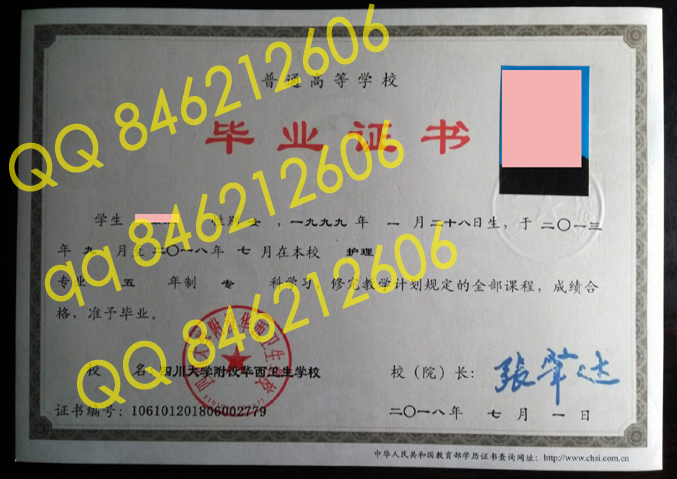 QQ 846212606
普通高等学校
毕业证书
QQ 846212606
学生 性别 女 , 一九九九 年 一 月二十八日生, 于 二〇一三
年 九 月至 二〇一八年 七 月在本校 护理
qq 846212606
专业 五 年制 专 科学习, 修完教学计划规定的全部课程, 成绩合
格, 准予毕业。
QQ 846212606
校 名: 四川大学附设华西卫生学校 校 (院) 长:
证书编号: 106101201806002779 二〇一八年 七 月 一 日
中华人民共和国教育部学历证书查询网址: http://www.chsi.com.cn